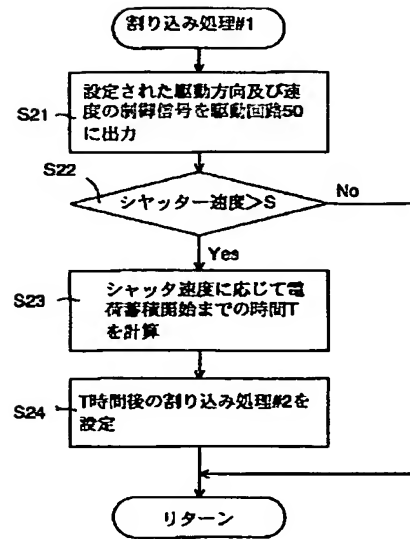 割り込み処理#1
S21
設定された駆動方向及び速
度の制御信号を駆動回路50
に出力
S22
シャッター速度>S
No
Yes
S23
シャッタ速度に応じて電
荷蓄積開始までの時間T
を計算
S24
T時間後の割り込み処理#2を
設定
リターン